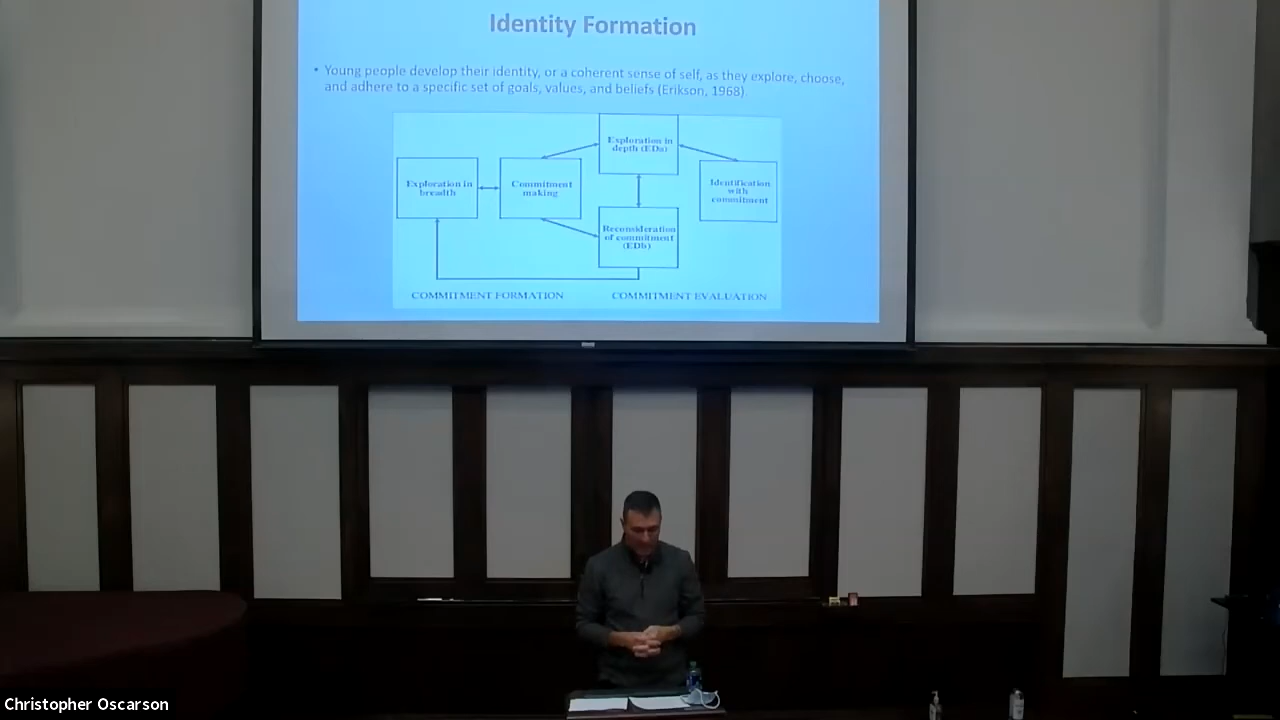 Identity Formation
• Young people develop their identity, or a coherent sense of self, as they explore, choose,
and adhere to a specific set of goals, values, and beliefs (Erikson, 1968).
Exploration in
depth (EDa)
Exploration in
breadth
Commitment
making
Identification
with
commitment
Reconsideration
of commitment
(EDb)
COMMITMENT FORMATION
COMMITMENT EVALUATION
Christopher Oscarson